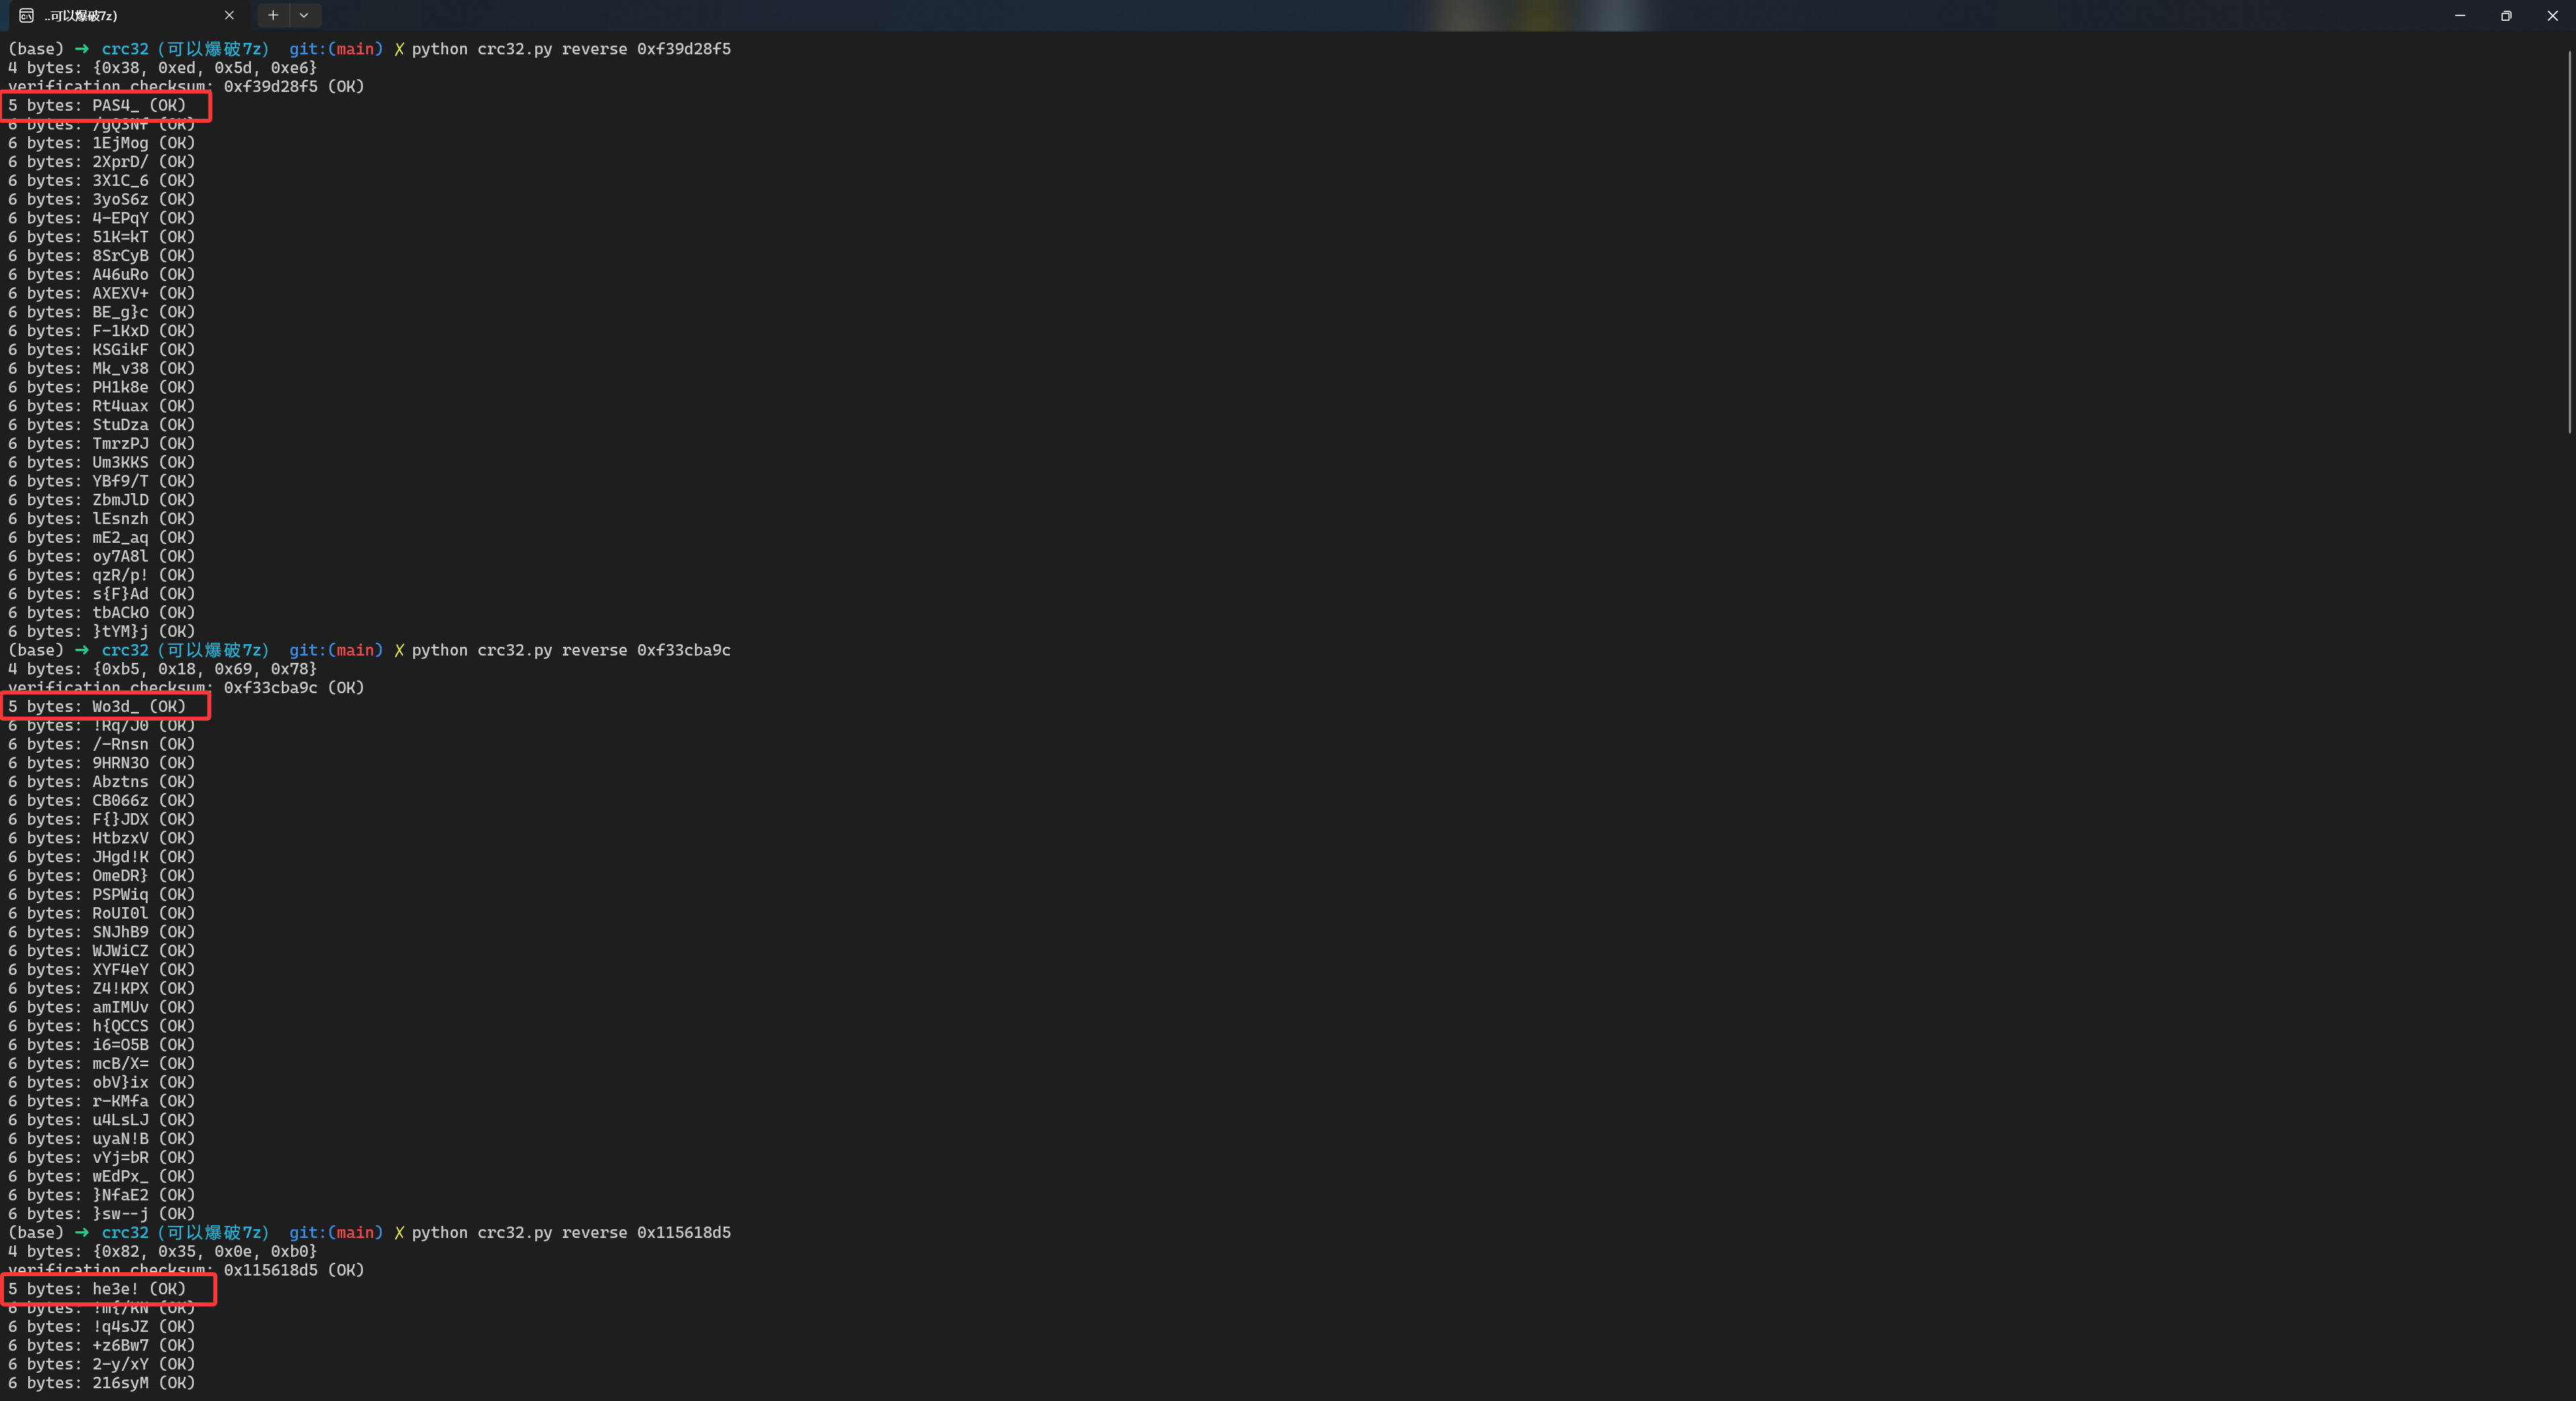 ..可以爆破7z)
(base) → crc32 (可以爆破7z) git:(main) ✗ python crc32.py reverse 0xf39d28f5
4 bytes: {0x38, 0xed, 0x5d, 0xe6}
verification checksum: 0xf39d28f5 (OK)
5 bytes: PAS4_ (OK)
6 bytes: /gQ3Nf (OK)
6 bytes: 1EjMog (OK)
6 bytes: 2XprD/ (OK)
6 bytes: 3X1C_6 (OK)
6 bytes: 3yoS6z (OK)
6 bytes: 4-EPqY (OK)
6 bytes: 51K=kT (OK)
6 bytes: 8SrCyB (OK)
6 bytes: A46uRo (OK)
6 bytes: AXEXV+ (OK)
6 bytes: BE_g}c (OK)
6 bytes: F-1KxD (OK)
6 bytes: KSGikF (OK)
6 bytes: Mk_v38 (OK)
6 bytes: PH1k8e (OK)
6 bytes: Rt4uax (OK)
6 bytes: StuDza (OK)
6 bytes: TmrzPJ (OK)
6 bytes: Um3KKS (OK)
6 bytes: YBf9/T (OK)
6 bytes: ZbmJlD (OK)
6 bytes: lEsnzh (OK)
6 bytes: mE2_aq (OK)
6 bytes: oy7A8l (OK)
6 bytes: qzR/p! (OK)
6 bytes: s{F}Ad (OK)
6 bytes: tbACkO (OK)
6 bytes: }tYM}j (OK)
(base) → crc32 (可以爆破7z) git:(main) ✗ python crc32.py reverse 0xf33cba9c
4 bytes: {0xb5, 0x18, 0x69, 0x78}
verification checksum: 0xf33cba9c (OK)
5 bytes: Wo3d_ (OK)
6 bytes: !Rq/J0 (OK)
6 bytes: /-Rnsn (OK)
6 bytes: 9HRN3O (OK)
6 bytes: Abztns (OK)
6 bytes: CB066z (OK)
6 bytes: F{}JDX (OK)
6 bytes: HtbzxV (OK)
6 bytes: JHgd!K (OK)
6 bytes: OmeDR} (OK)
6 bytes: PSPWiq (OK)
6 bytes: RoUI0l (OK)
6 bytes: SNJhB9 (OK)
6 bytes: WJWiCZ (OK)
6 bytes: XYF4eY (OK)
6 bytes: Z4!KPX (OK)
6 bytes: amIMUv (OK)
6 bytes: h{QCCS (OK)
6 bytes: i6=O5B (OK)
6 bytes: mcB/X= (OK)
6 bytes: obV}ix (OK)
6 bytes: r-KMfa (OK)
6 bytes: u4LsLJ (OK)
6 bytes: uyaN!B (OK)
6 bytes: vYj=bR (OK)
6 bytes: wEdPx_ (OK)
6 bytes: }NfaE2 (OK)
6 bytes: }sw--j (OK)
(base) → crc32 (可以爆破7z) git:(main) ✗ python crc32.py reverse 0x115618d5
4 bytes: {0x82, 0x35, 0x0e, 0xb0}
verification checksum: 0x115618d5 (OK)
5 bytes: he3e! (OK)
6 bytes: !m{/KN (OK)
6 bytes: !q4sJZ (OK)
6 bytes: +z6Bw7 (OK)
6 bytes: 2-y/xY (OK)
6 bytes: 216syM (OK)